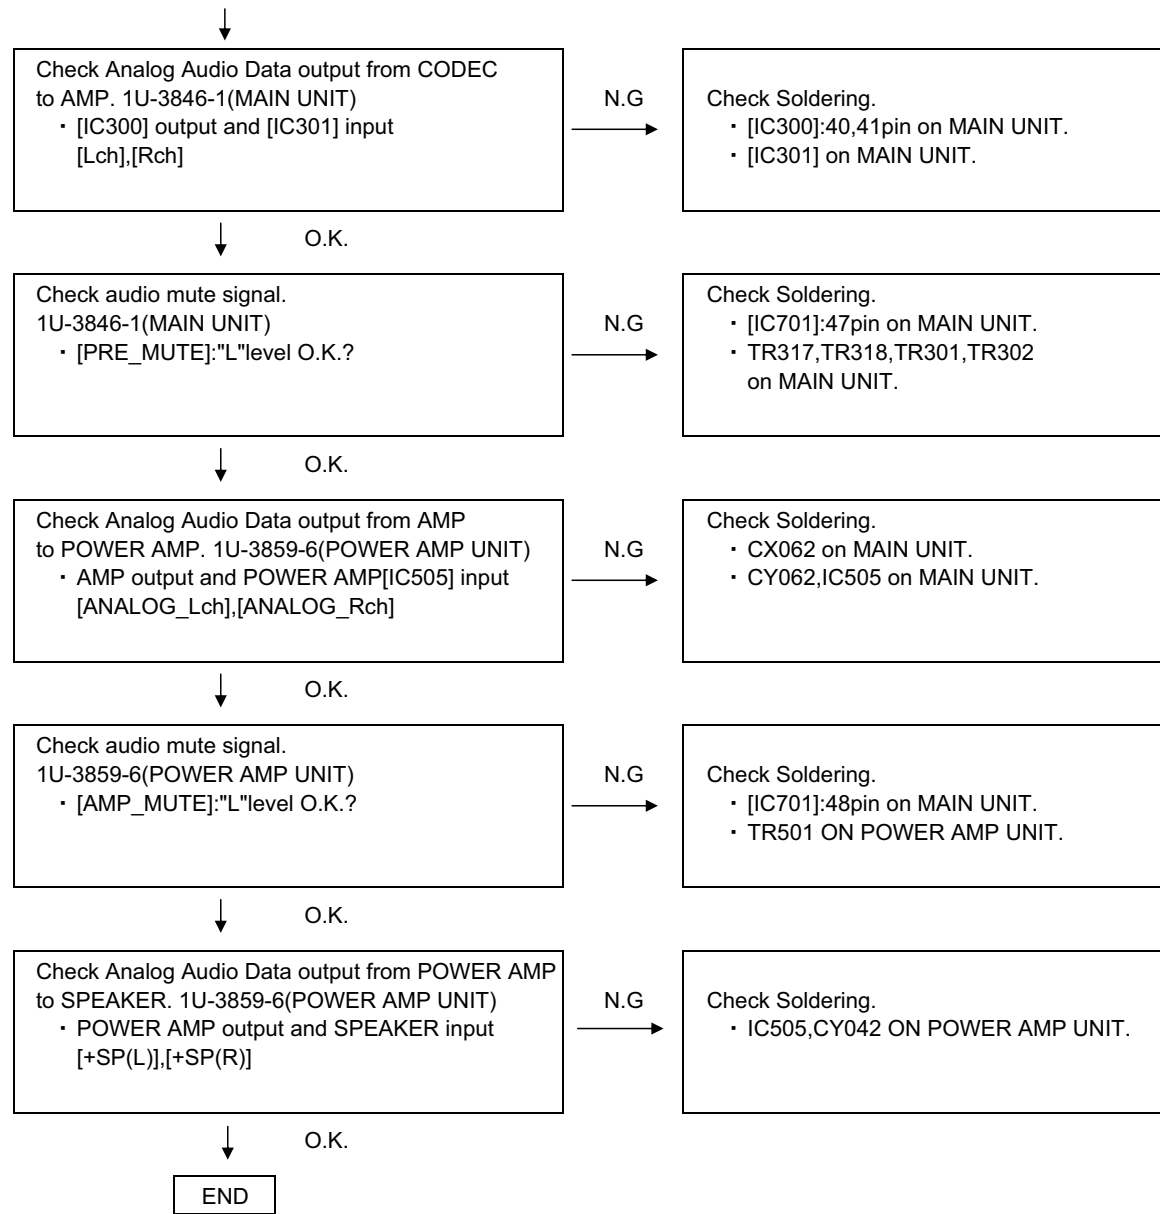 Check Analog Audio Data output from CODEC
to AMP. 1U-3846-1(MAIN UNIT)
・[IC300] output and [IC301] input
[Lch],[Rch]
N.G
Check Soldering.
・[IC300]:40,41pin on MAIN UNIT.
・[IC301] on MAIN UNIT.
O.K.
Check audio mute signal.
1U-3846-1(MAIN UNIT)
・[PRE_MUTE]:"L"level O.K.?
N.G
Check Soldering.
・[IC701]:47pin on MAIN UNIT.
・TR317,TR318,TR301,TR302
on MAIN UNIT.
O.K.
Check Analog Audio Data output from AMP
to POWER AMP. 1U-3859-6(POWER AMP UNIT)
・AMP output and POWER AMP[IC505] input
[ANALOG_Lch],[ANALOG_Rch]
N.G
Check Soldering.
・CX062 on MAIN UNIT.
・CY062,IC505 on MAIN UNIT.
O.K.
Check audio mute signal.
1U-3859-6(POWER AMP UNIT)
・[AMP_MUTE]:"L"level O.K.?
N.G
Check Soldering.
・[IC701]:48pin on MAIN UNIT.
・TR501 ON POWER AMP UNIT.
O.K.
Check Analog Audio Data output from POWER AMP
to SPEAKER. 1U-3859-6(POWER AMP UNIT)
・POWER AMP output and SPEAKER input
[+SP(L)],[+SP(R)]
N.G
Check Soldering.
・IC505,CY042 ON POWER AMP UNIT.
O.K.
END